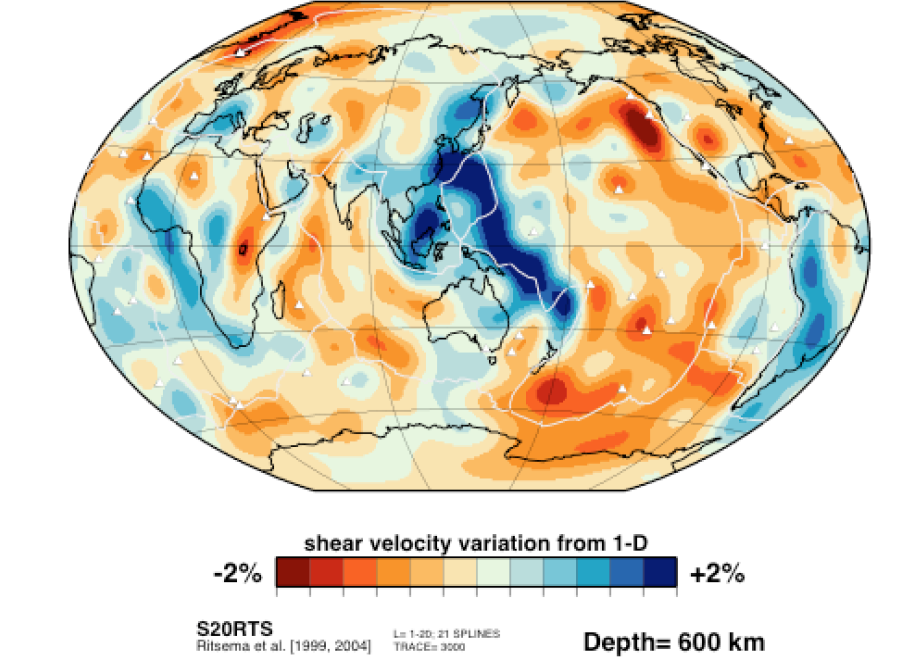 shear velocity variation from 1-D
-2%
+2%
S20RTS
Ritsema et al. [1999, 2004]
L= 1-20; 21 SPLINES
TRACE= 3000
Depth= 600 km